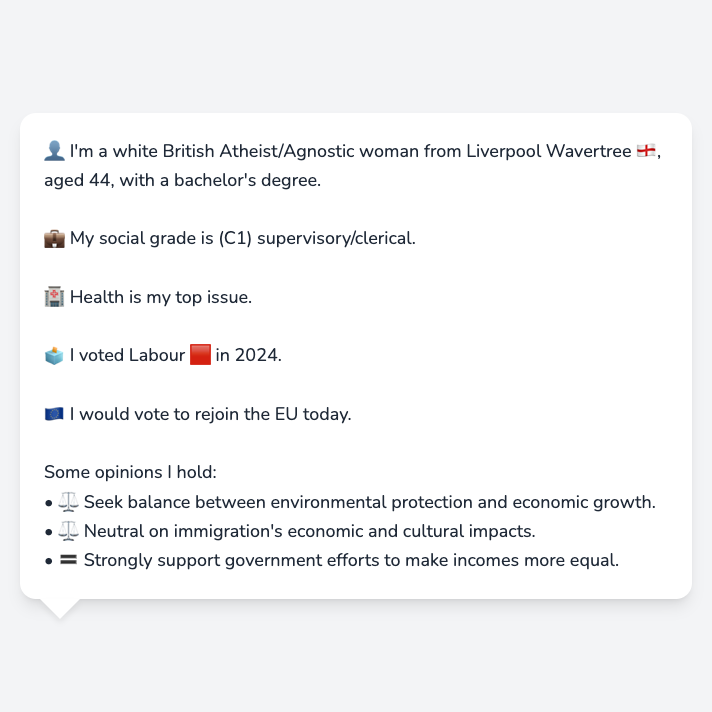 👤 I'm a white British Atheist/Agnostic woman from Liverpool Wavertree 🏴󠁧󠁢󠁥󠁮󠁧󠁿,
aged 44, with a bachelor's degree.
💼 My social grade is (C1) supervisory/clerical.
🏥 Health is my top issue.
🗳️ I voted Labour 🟥 in 2024.
🇪🇺 I would vote to rejoin the EU today.
Some opinions I hold:
• ⚖️ Seek balance between environmental protection and economic growth.
• ⚖️ Neutral on immigration's economic and cultural impacts.
• 🟰 Strongly support government efforts to make incomes more equal.